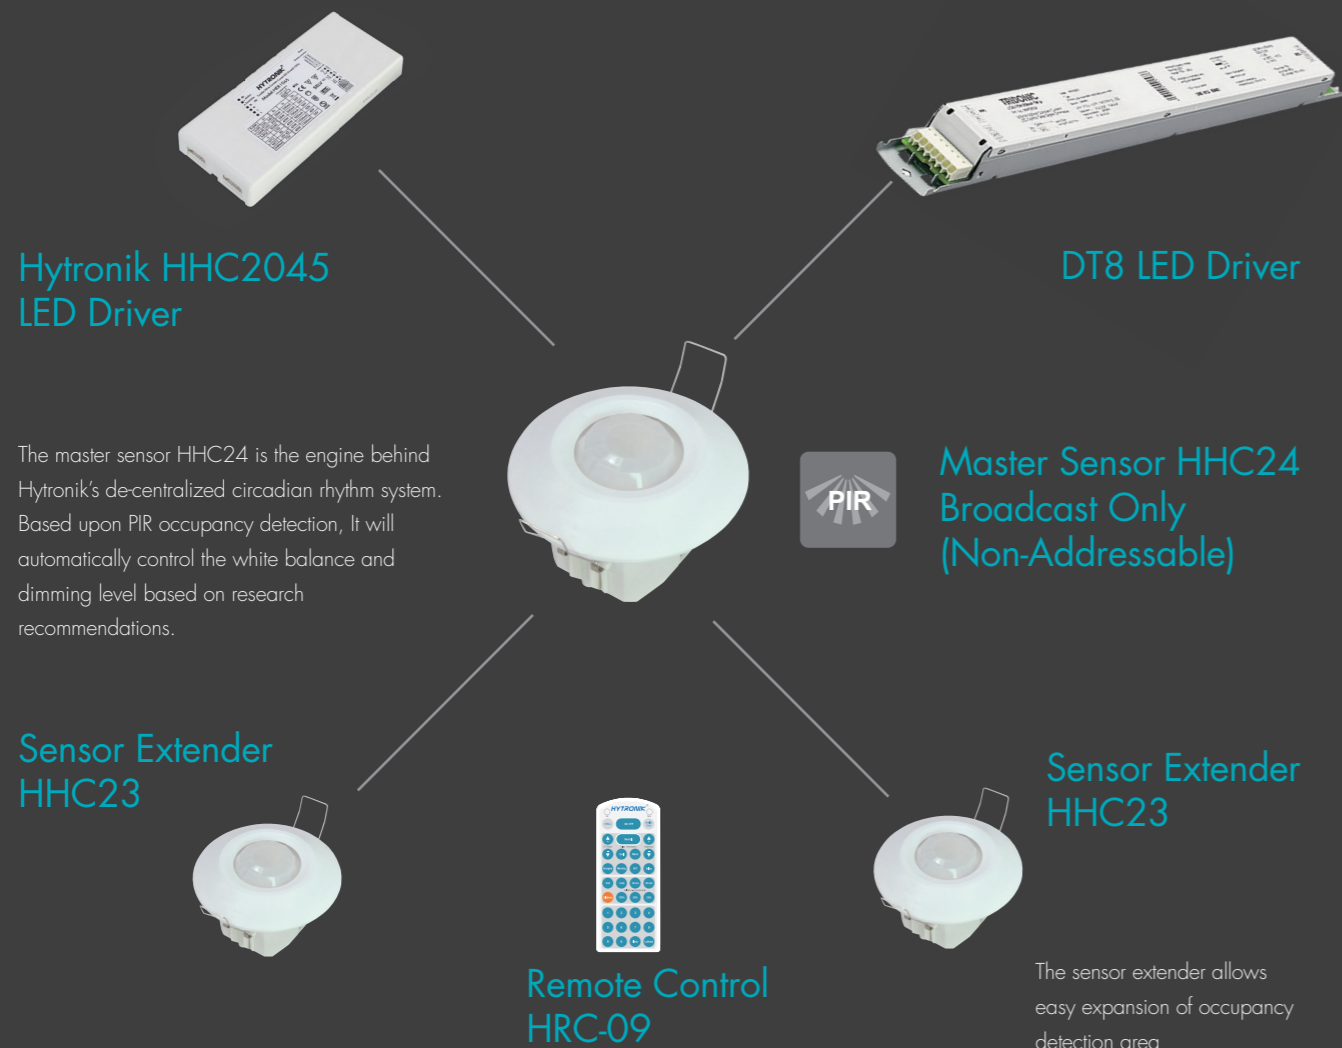 HYTRONIK
TRIDONIC
Hytronik HHC2045
LED Driver
DT8 LED Driver
The master sensor HHC24 is the engine behind
Hytronik’s de-centralized circadian rhythm system.
Based upon PIR occupancy detection, It will
automatically control the white balance and
dimming level based on research
recommendations.
PIR
Master Sensor HHC24
Broadcast Only
(Non-Addressable)
Sensor Extender
HHC23
Sensor Extender
HHC23
HYTRONIK
Remote Control
HRC-09
The sensor extender allows
easy expansion of occupancy
detection area